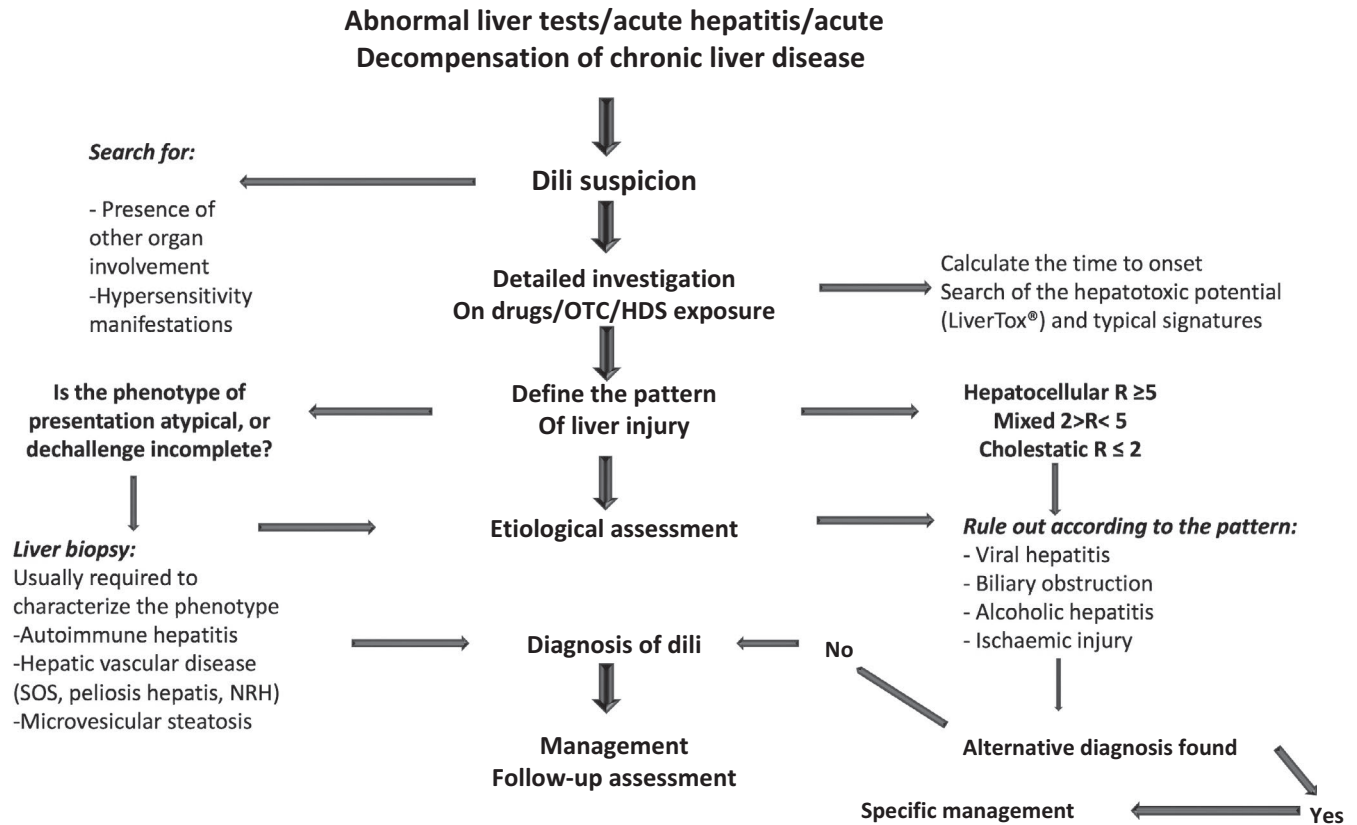 Abnormal liver tests/acute hepatitis/acute
Decompensation of chronic liver disease
Search for:
- Presence of
other organ
involvement
-Hypersensitivity
manifestations
Dili suspicion
Detailed investigation
On drugs/OTC/HDS exposure
Calculate the time to onset
Search of the hepatotoxic potential
(LiverTox®) and typical signatures
Is the phenotype of
presentation atypical, or
dechallenge incomplete?
Define the pattern
Of liver injury
Hepatocellular R ≥5
Mixed 2>R< 5
Cholestatic R ≤ 2
Liver biopsy:
Usually required to
characterize the phenotype
-Autoimmune hepatitis
-Hepatic vascular disease
(SOS, peliosis hepatis, NRH)
-Microvesicular steatosis
Etiological assessment
Rule out according to the pattern:
- Viral hepatitis
- Biliary obstruction
- Alcoholic hepatitis
- Ischaemic injury
Diagnosis of dili
No
Management
Follow-up assessment
Alternative diagnosis found
Specific management
Yes